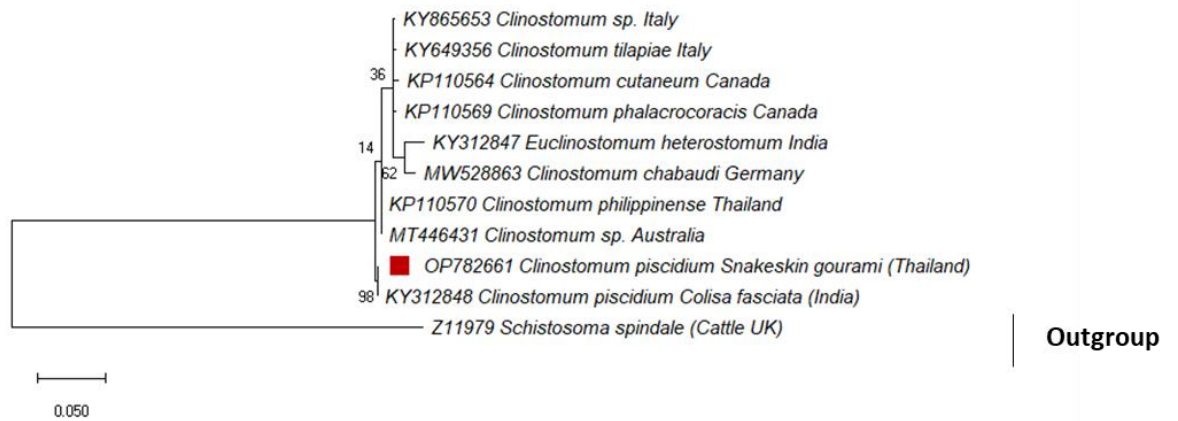 KY865653 Clinostomum sp. Italy
KY649356 Clinostomum tilapiae Italy
36
KP110564 Clinostomum cutaneum Canada
KP110569 Clinostomum phalacrocoracis Canada
14
KY312847 Euclinostomum heterostomum India
62
MW528863 Clinostomum chabaudi Germany
KP110570 Clinostomum philippinense Thailand
MT446431 Clinostomum sp. Australia
OP782661 Clinostomum piscidium Snakeskin gourami (Thailand)
98
KY312848 Clinostomum piscidium Colisa fasciata (India)
Z11979 Schistosoma spindale (Cattle UK)
Outgroup
0.050